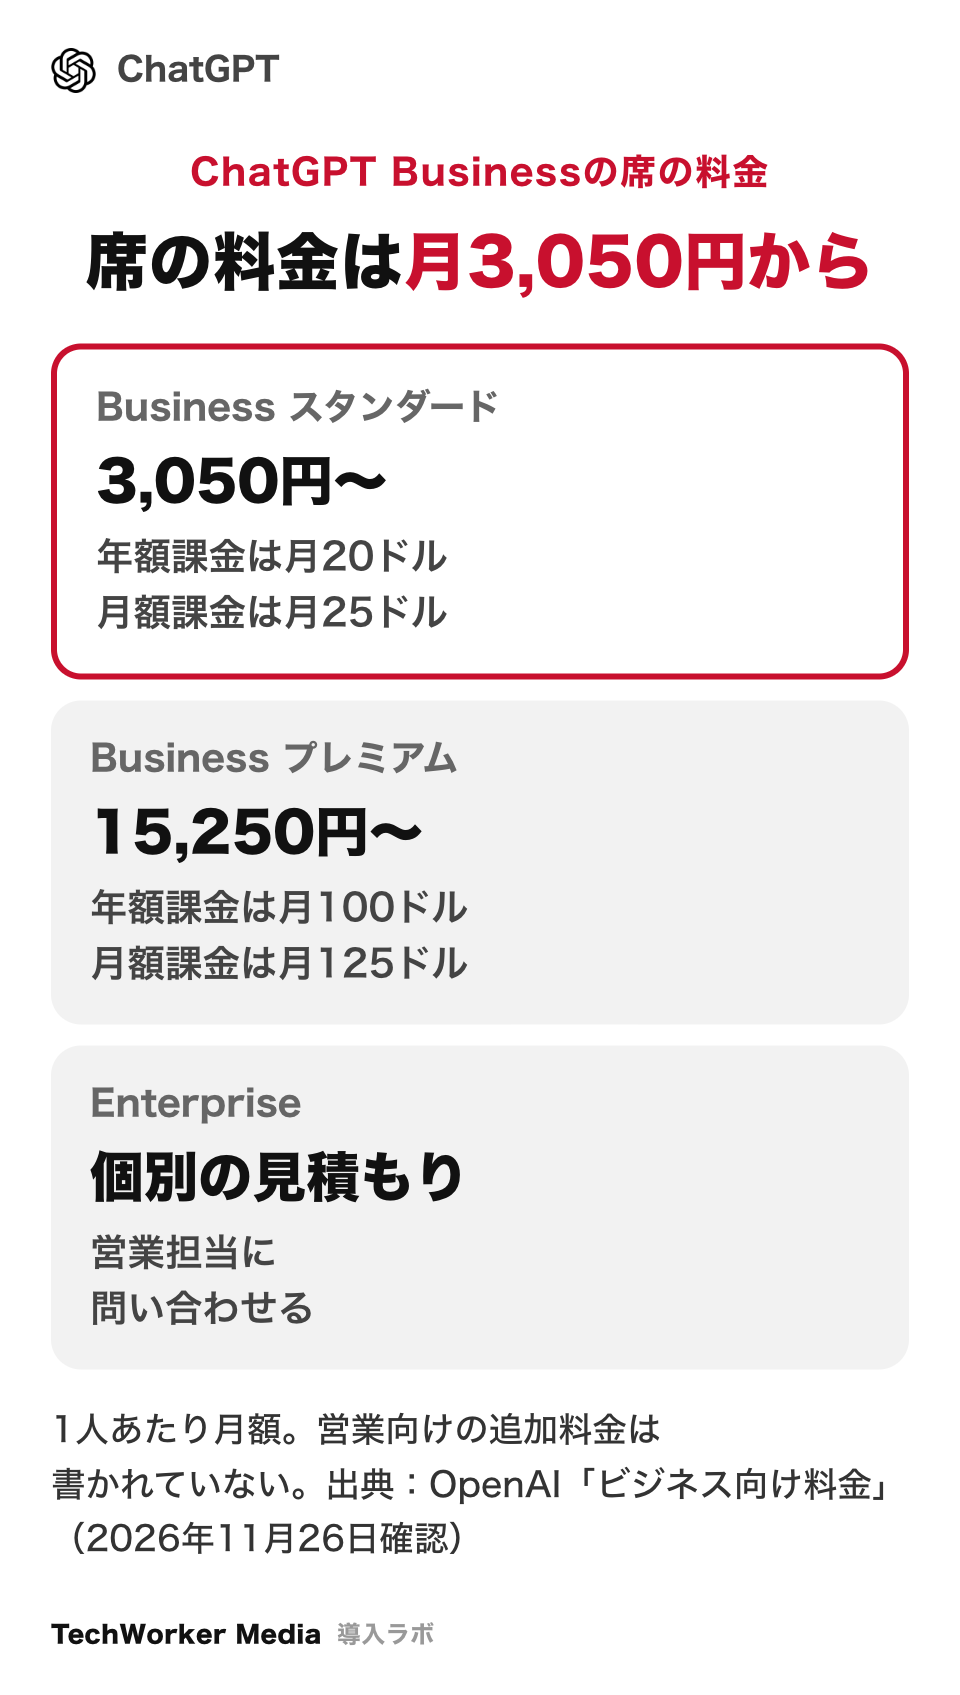 ChatGPT
ChatGPT Businessの席の料金
席の料金は月3,050円から
Business スタンダード
3,050円〜
年額課金は月20ドル
月額課金は月25ドル
Business プレミアム
15,250円〜
年額課金は月100ドル
月額課金は月125ドル
Enterprise
個別の見積もり
営業担当に
問い合わせる
1人あたり月額。営業向けの追加料金は
書かれていない。出典：OpenAI「ビジネス向け料金」
（2026年11月26日確認）
TechWorker Media 導入ラボ